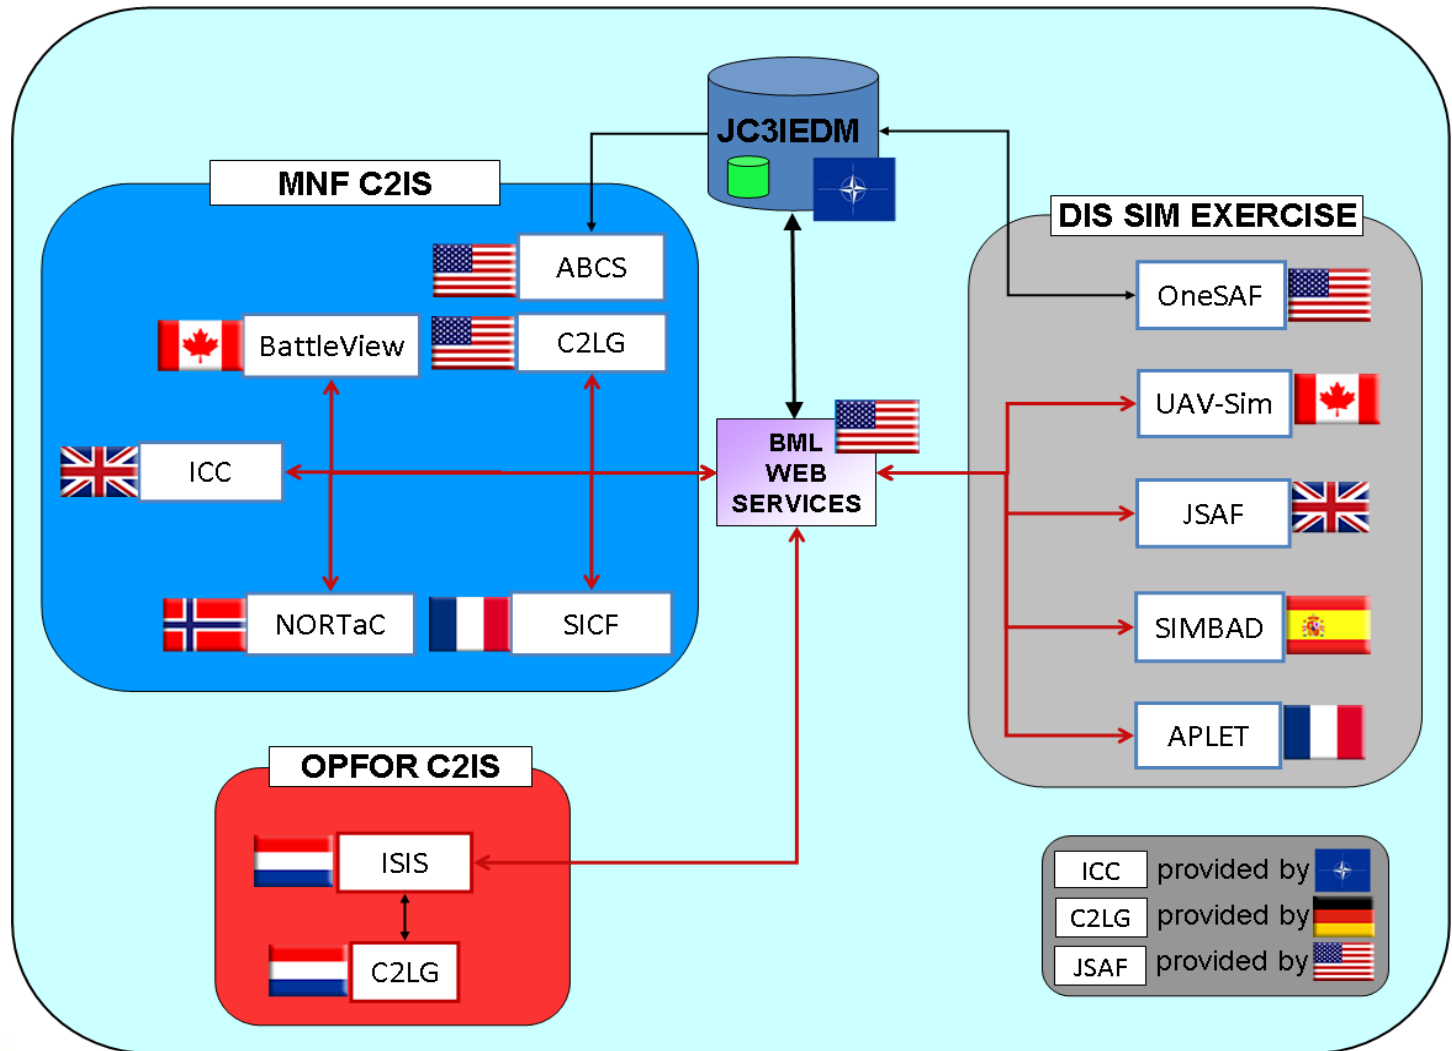 JC3IEDM
MNF C2IS
ABCS
BattleView
C2LG
ICC
NORTaC
SICF
BML
WEB
SERVICES
DIS SIM EXERCISE
OneSAF
UAV-Sim
JSAF
SIMBAD
APLET
OPFOR C2IS
ISIS
C2LG
ICC provided by
C2LG provided by
JSAF provided by